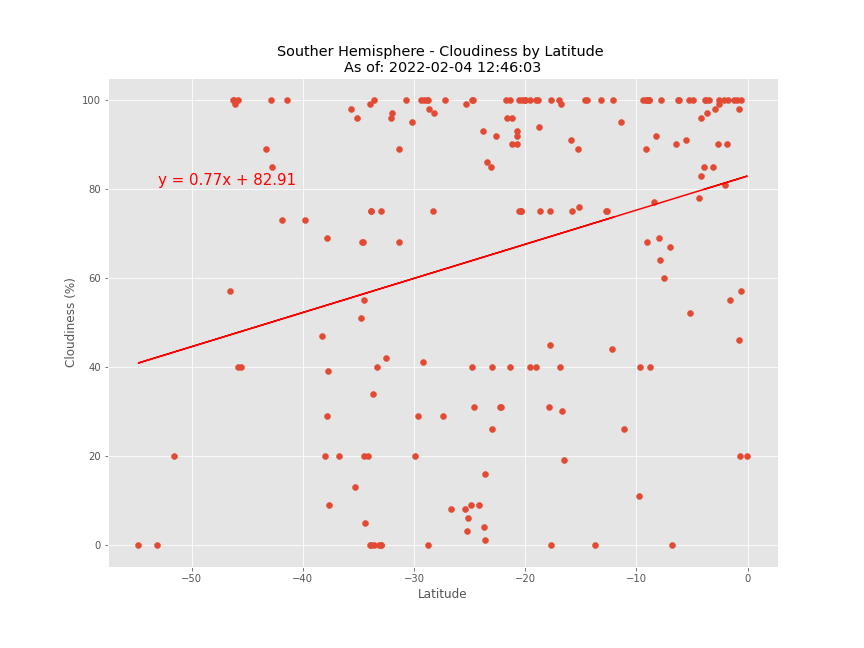 Souther Hemisphere - Cloudiness by Latitude
As of: 2022-02-04 12:46:03
100
80
60
40
20
0
Cloudiness (%)
y = 0.77x + 82.91
−50
−40
−30
−20
−10
0
Latitude